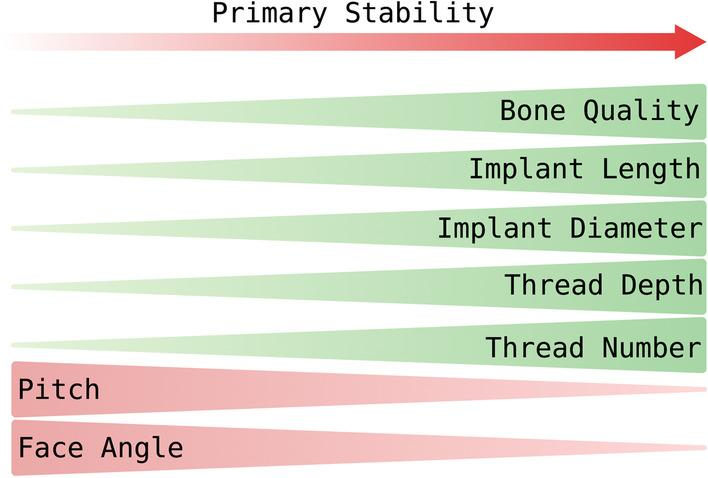 Primary Stability
Bone Quality
Implant Length
Implant Diameter
Thread Depth
Thread Number
Pitch
Face Angle